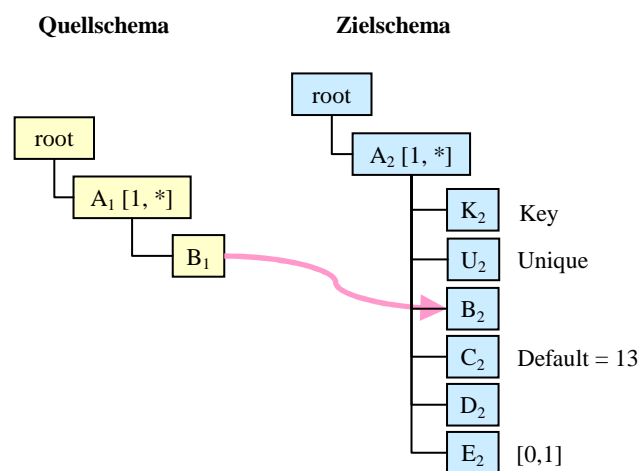 Quellschema
Zielschema
root
root
A₁ [1, *]
A₂ [1, *]
B₁
K₂ Key
U₂ Unique
B₂
C₂ Default = 13
D₂
E₂ [0,1]